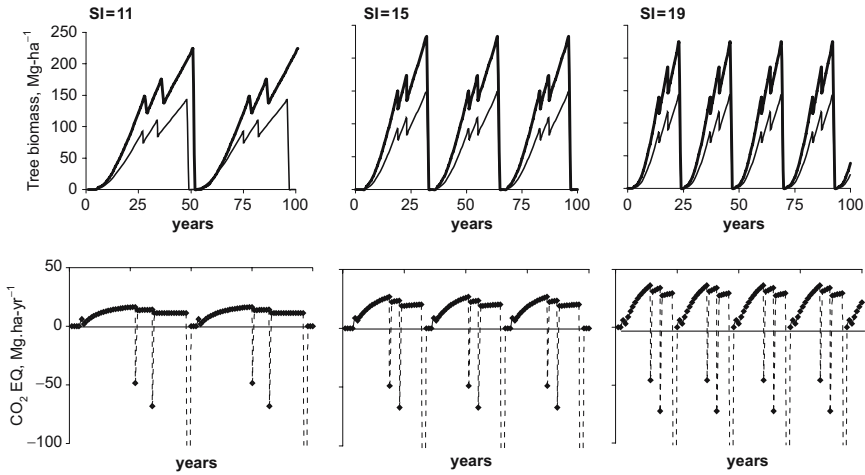 SI=11
SI=15
SI=19
Tree biomass, Mg-ha⁻¹
250
200
150
100
50
0
0 25 50 75 100
years
0 25 50 75 100
years
0 25 50 75 100
years
CO₂ EQ, Mg.ha-yr⁻¹
50
0
−50
−100
years
years
years